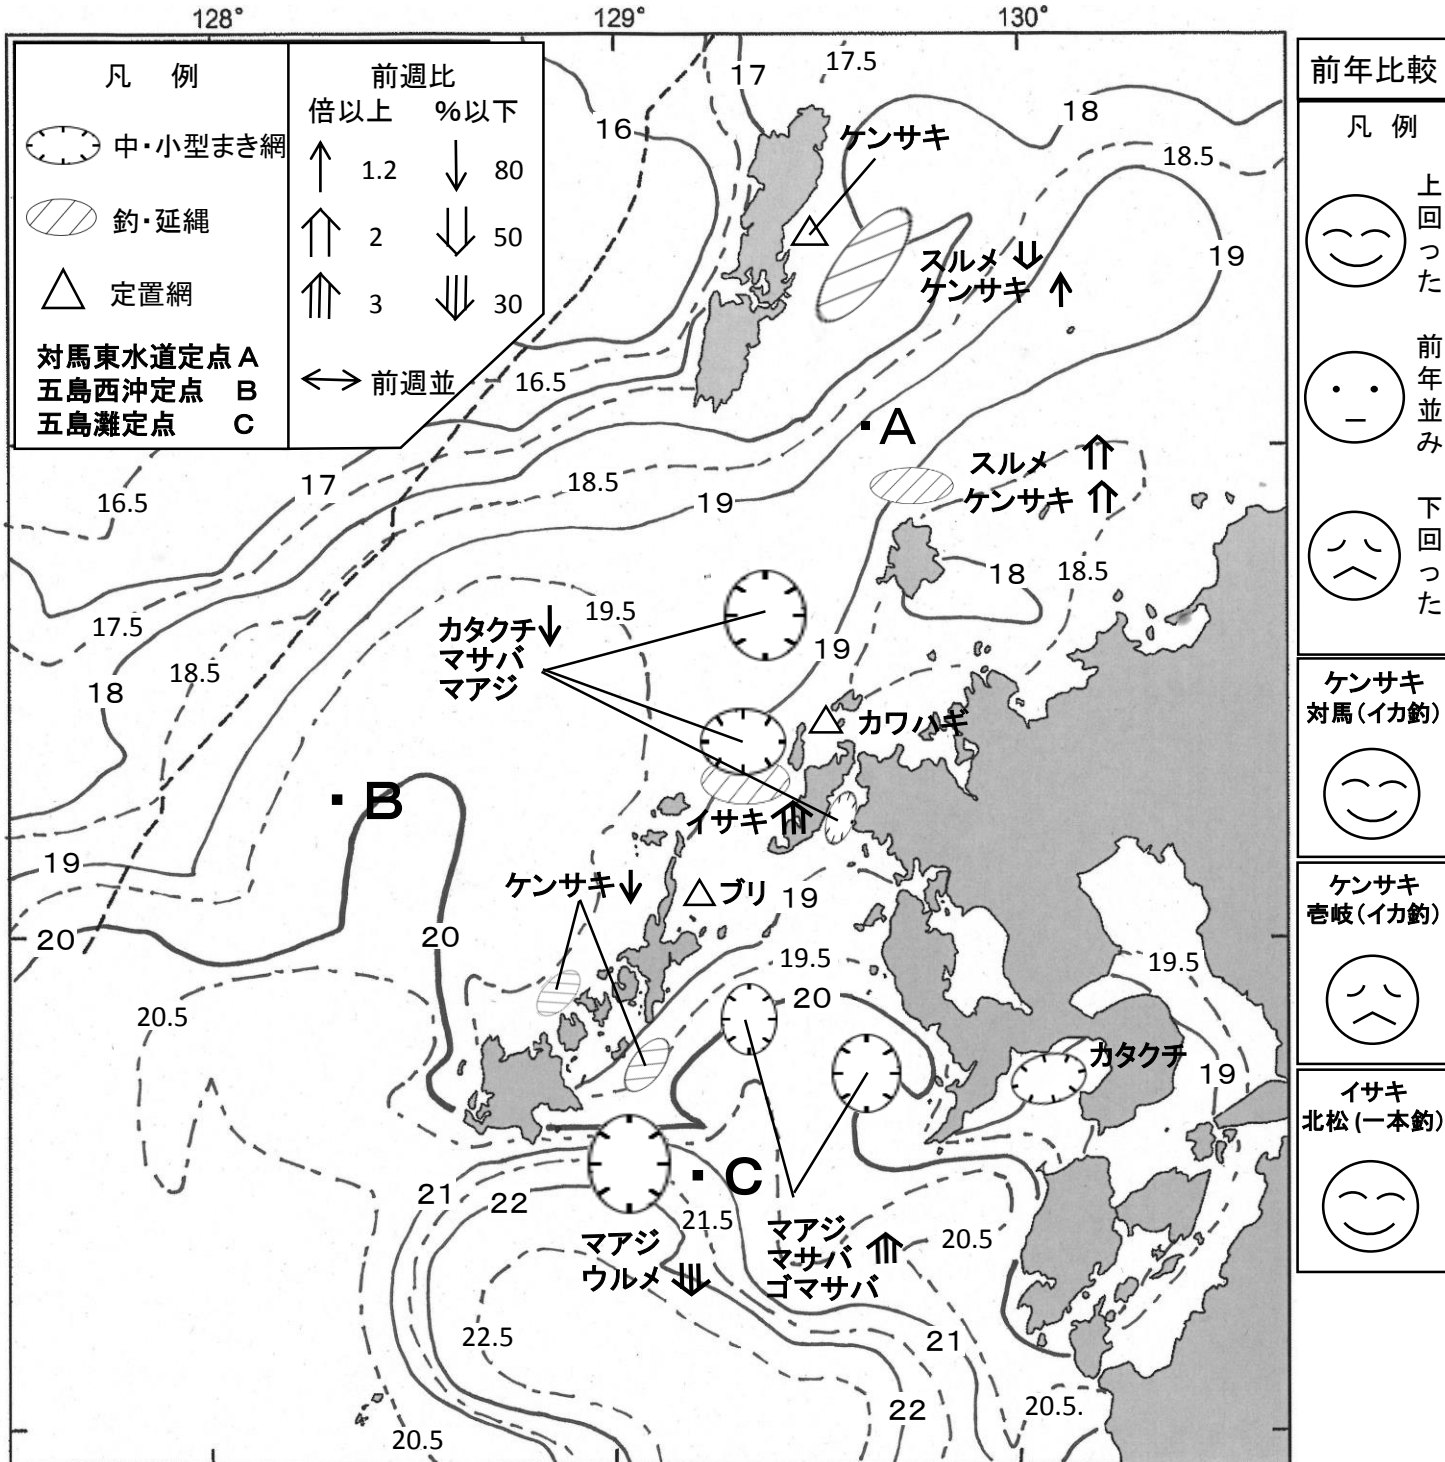 128°
129°
130°
凡 例
中・小型まき網
釣・延縄
定置網
対馬東水道定点 A
五島西沖定点 B
五島灘定点 C
前週比
倍以上 %以下
1.2 80
2 50
3 30
前週並
前年比較
凡 例
上回った
前年並み
下回った
ケンサキ
対馬(イカ釣)
ケンサキ
壱岐(イカ釣)
イサキ
北松(一本釣)
17
17.5
16
18
18.5
ケンサキ
19
スルメ
ケンサキ
16.5
A
16.5
17
18.5
19
スルメ
ケンサキ
18
18.5
17.5
18.5
18
19.5
カタクチ
マサバ
マアジ
19
カワハギ
B
イサキ
19
ケンサキ
ブリ
19
20
20
19.5
20
19.5
20.5
カタクチ
19
21
22
C
21.5
マアジ
ウルメ
マアジ
マサバ
ゴマサバ
20.5
22.5
21
22
20.5.
20.5